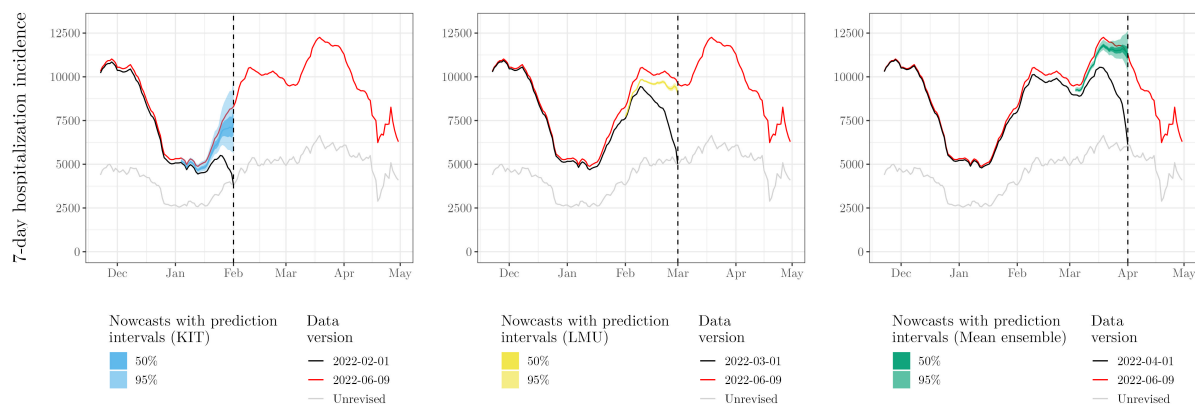 7-day hospitalization incidence
12500
10000
7500
5000
2500
0
Dec Jan Feb Mar Apr May
12500
10000
7500
5000
2500
0
Dec Jan Feb Mar Apr May
12500
10000
7500
5000
2500
0
Dec Jan Feb Mar Apr May
Nowcasts with prediction
intervals (KIT)
50%
95%
Data
version
2022-02-01
2022-06-09
Unrevised
Nowcasts with prediction
intervals (LMU)
50%
95%
Data
version
2022-03-01
2022-06-09
Unrevised
Nowcasts with prediction
intervals (Mean ensemble)
50%
95%
Data
version
2022-04-01
2022-06-09
Unrevised